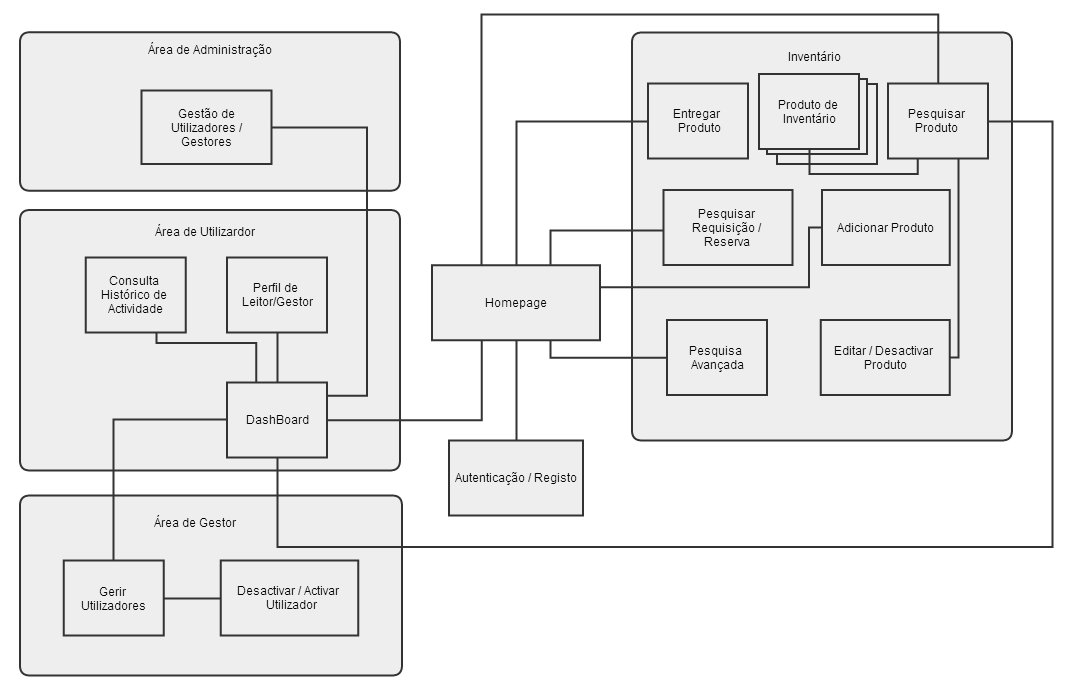 Área de Administração
Gestão de
Utilizadores /
Gestores
Área de Utilizardor
Consulta
Histórico de
Actividade
Perfil de
Leitor/Gestor
DashBoard
Área de Gestor
Gerir
Utilizadores
Desactivar / Activar
Utilizador
Homepage
Autenticação / Registo
Inventário
Entregar
Produto
Produto de
Inventário
Pesquisar
Produto
Pesquisar
Requisição /
Reserva
Adicionar Produto
Pesquisa
Avançada
Editar / Desactivar
Produto